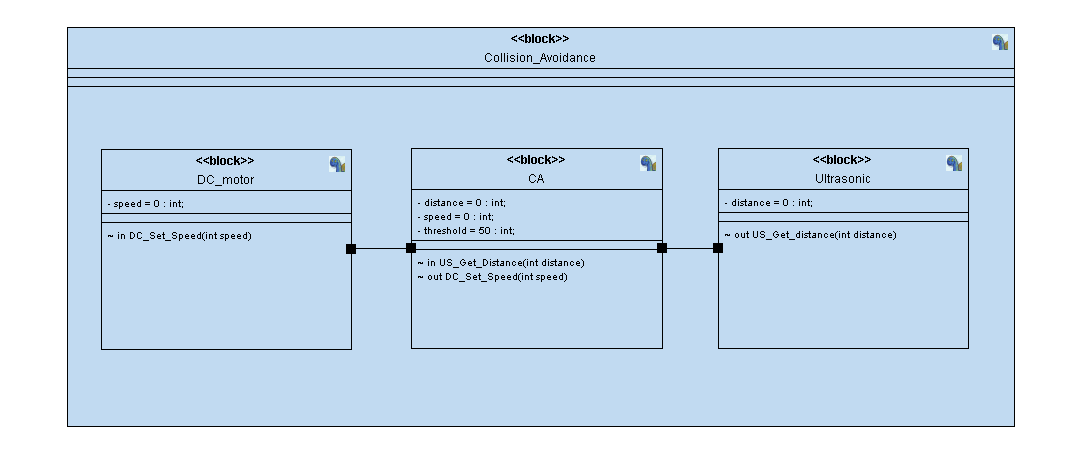 <<block>>
Collision_Avoidance
<<block>>
DC_motor
- speed = 0 : int;
~ in DC_Set_Speed(int speed)
<<block>>
CA
- distance = 0 : int;
- speed = 0 : int;
- threshold = 50 : int;
~ in US_Get_Distance(int distance)
~ out DC_Set_Speed(int speed)
<<block>>
Ultrasonic
- distance = 0 : int;
~ out US_Get_distance(int distance)